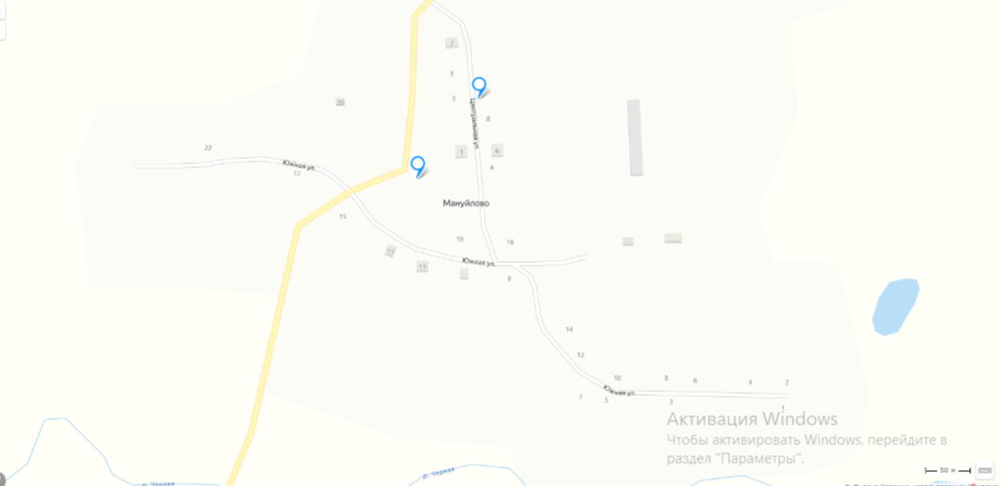 7
5
3
Центральная ул.
20
8
22
1
6
Южная ул.
17
4
Мануйлово
15
18
16
13
11
Южная ул.
9
14
12
10
8
6
4
2
Южная ул.
7
5
3
1
Активация Windows
Чтобы активировать Windows, перейдите в
раздел "Параметры".
50 м
р. Черная
р. Черная